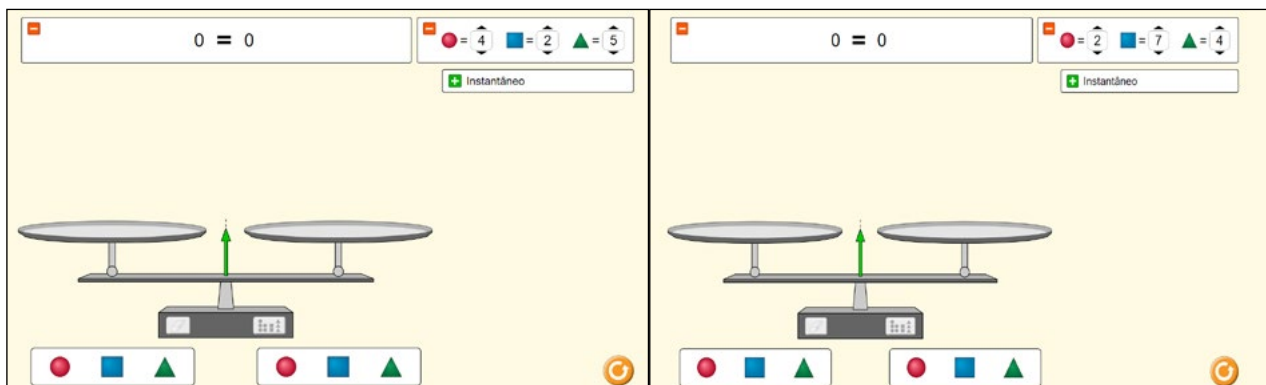 0 = 0
= 4 = 2 = 5
Instantâneo
0 = 0
= 2 = 7 = 4
Instantâneo